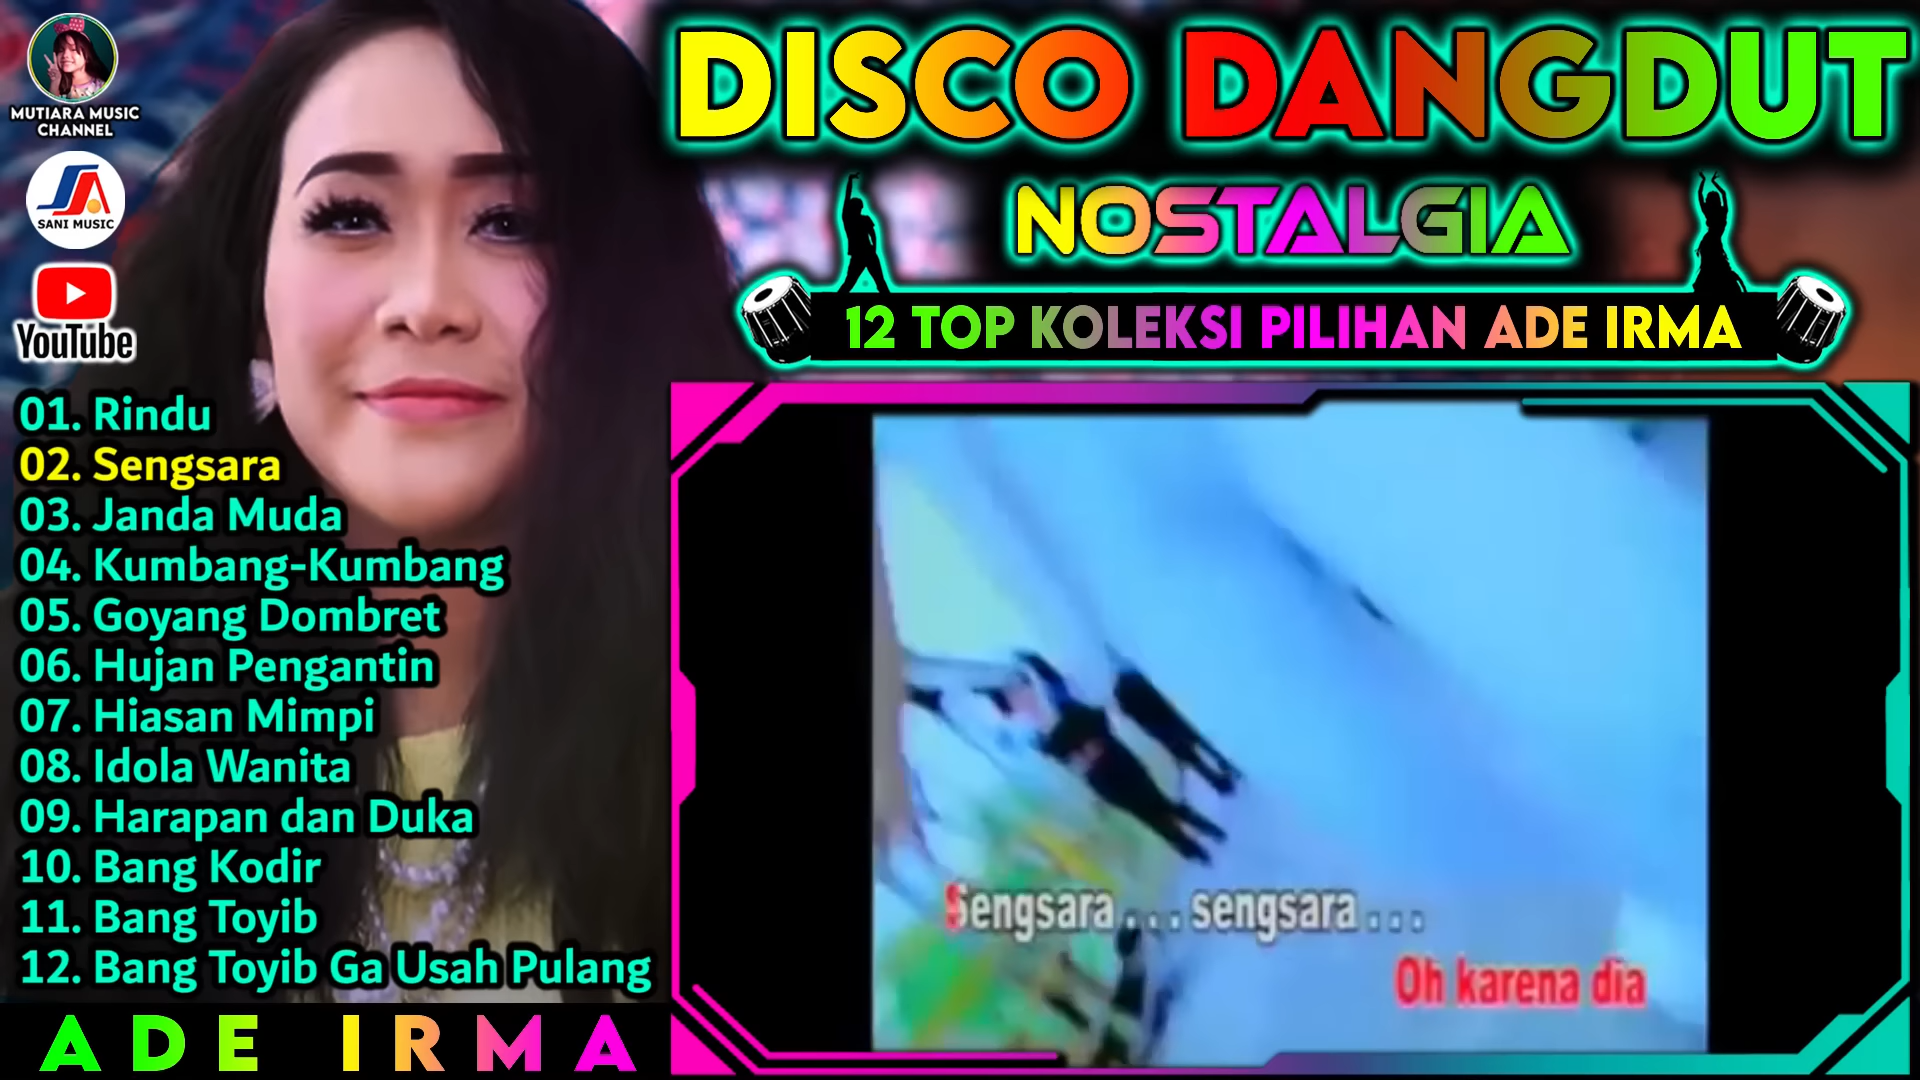 MUTIARA MUSIC
CHANNEL
SANI MUSIC
YouTube
DISCO DANGDUT
NOSTALGIA
12 TOP KOLEKSI PILIHAN ADE IRMA
01. Rindu
02. Sengsara
03. Janda Muda
04. Kumbang-Kumbang
05. Goyang Dombret
06. Hujan Pengantin
07. Hiasan Mimpi
08. Idola Wanita
09. Harapan dan Duka
10. Bang Kodir
11. Bang Toyib
12. Bang Toyib Ga Usah Pulang
ADE IRMA
Sengsara . . . sengsara . . .
Oh karena dia